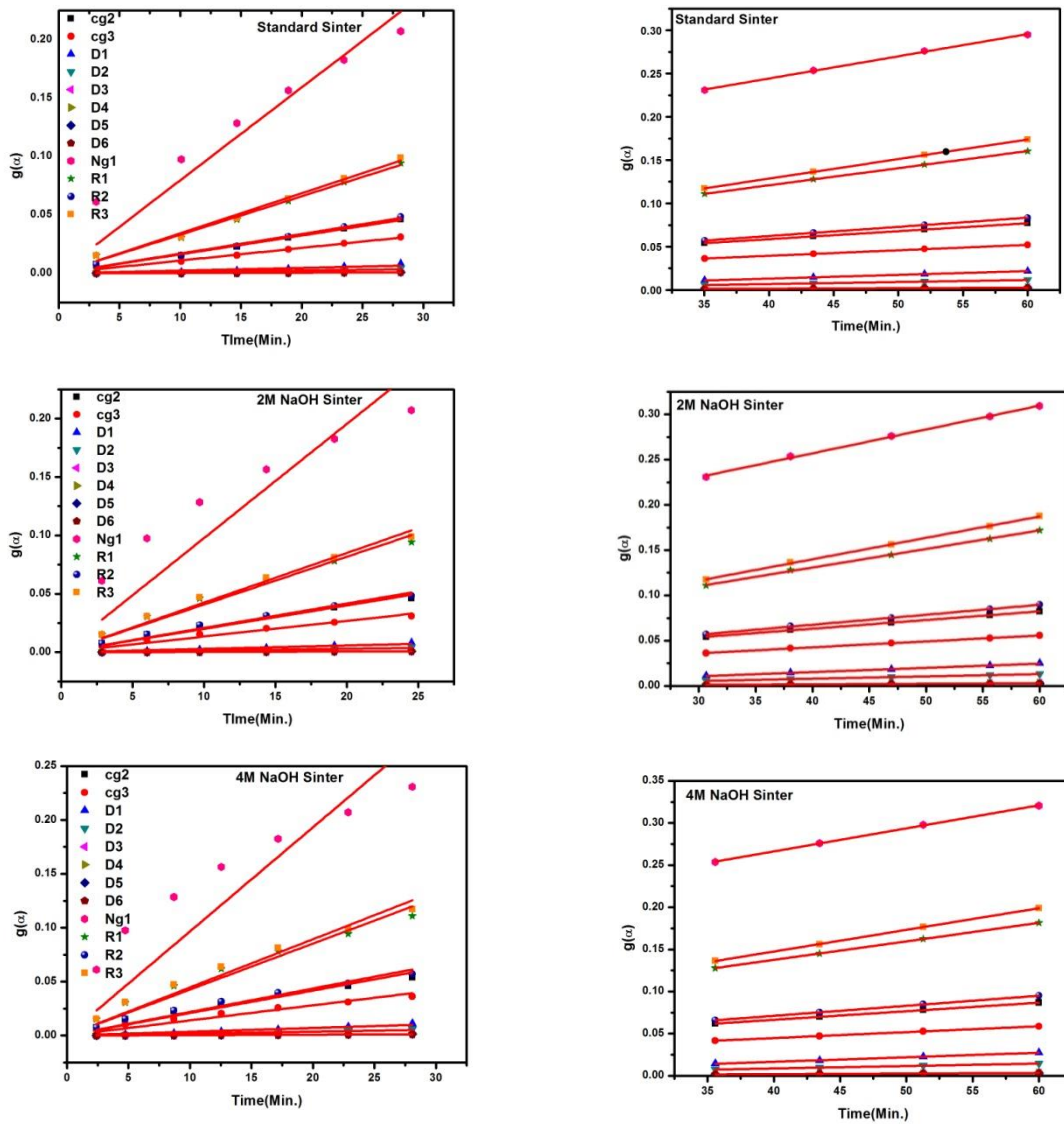 Standard Sinter
g(α)
0.20
0.15
0.10
0.05
0.00
cg2
cg3
D1
D2
D3
D4
D5
D6
Ng1
R1
R2
R3
0 5 10 15 20 25 30
TIme(Min.)
Standard Sinter
g(α)
0.30
0.25
0.20
0.15
0.10
0.05
0.00
35 40 45 50 55 60
Time(Min.)
2M NaOH Sinter
g(α)
0.20
0.15
0.10
0.05
0.00
cg2
cg3
D1
D2
D3
D4
D5
D6
Ng1
R1
R2
R3
0 5 10 15 20 25
TIme(Min.)
2M NaOH Sinter
g(α)
0.30
0.25
0.20
0.15
0.10
0.05
0.00
30 35 40 45 50 55 60
Time(Min.)
4M NaOH Sinter
g(α)
0.25
0.20
0.15
0.10
0.05
0.00
cg2
cg3
D1
D2
D3
D4
D5
D6
Ng1
R1
R2
R3
0 5 10 15 20 25 30
Time(Min.)
4M NaOH Sinter
g(α)
0.35
0.30
0.25
0.20
0.15
0.10
0.05
0.00
35 40 45 50 55 60
Time(Min.)